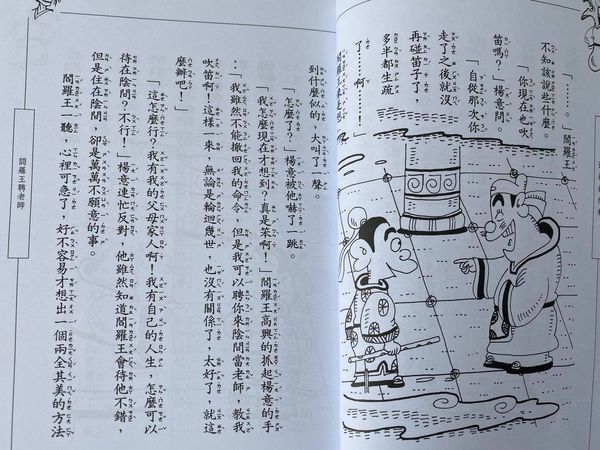 「……。」閻羅王
不知該說些什麼。
「你現在也吹
笛嗎?」楊意問。
「自從那次你
走了之後就沒
再碰笛子了,
多半都生疏
了……啊!」
閻羅王
到什麼似的,大叫了一聲。
「怎麼了?」楊意被他嚇了一跳。
「我怎麼現在才想到?真是笨啊!」閻羅王高興的抓起楊意的手
:「我雖然不能撤回我的命令,但是我可以聘你來陰間當老師,教我
吹笛啊!這樣一來,無論是輪迴幾世,也沒有關係了,太好了,就這
麼辦吧!」
「這怎麼行?我有我的父母家人啊!我有自己的人生,怎麼可以
待在陰間?不行!」楊意連忙反對,他雖然知道閻羅王會待他不錯,
但是住在陰間,卻是萬萬不願意的事。
閻羅王一聽,心裡可急了,好不容易才想出一個兩全其美的方法
閻羅王聘老師